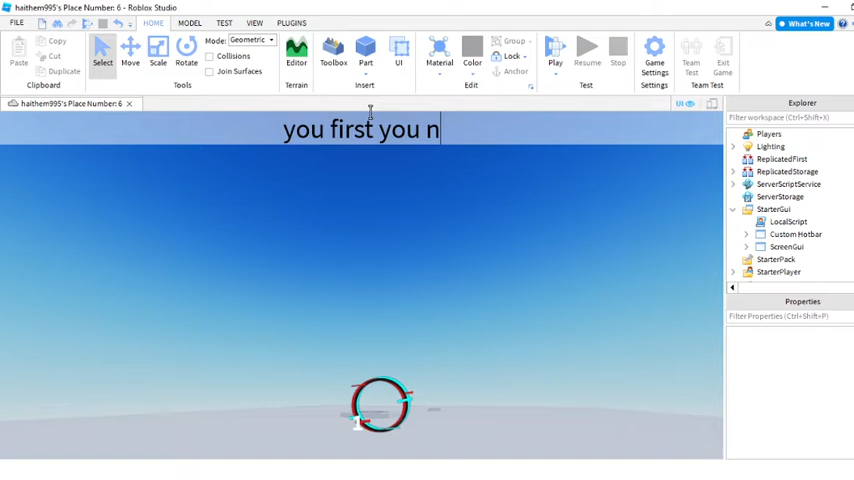 haithem995's Place Number: 6 - Roblox Studio
FILE HOME MODEL TEST VIEW PLUGINS What's New
Paste Copy Cut Duplicate
Select Move Scale Rotate
Mode: Geometric
Collisions
Join Surfaces
Editor Toolbox Part UI
Material Color Group Lock Anchor
Play Resume Stop
Game Settings Team Test Exit Game
Clipboard Tools Terrain Insert Edit Test Settings Team Test
haithem995's Place Number: 6
UI
you first you n
1
Explorer
Filter workspace (Ctrl+Shift+X)
Players
Lighting
ReplicatedFirst
ReplicatedStorage
ServerScriptService
ServerStorage
StarterGui
LocalScript
Custom Hotbar
ScreenGui
StarterPack
StarterPlayer
Properties
Filter Properties (Ctrl+Shift+P)